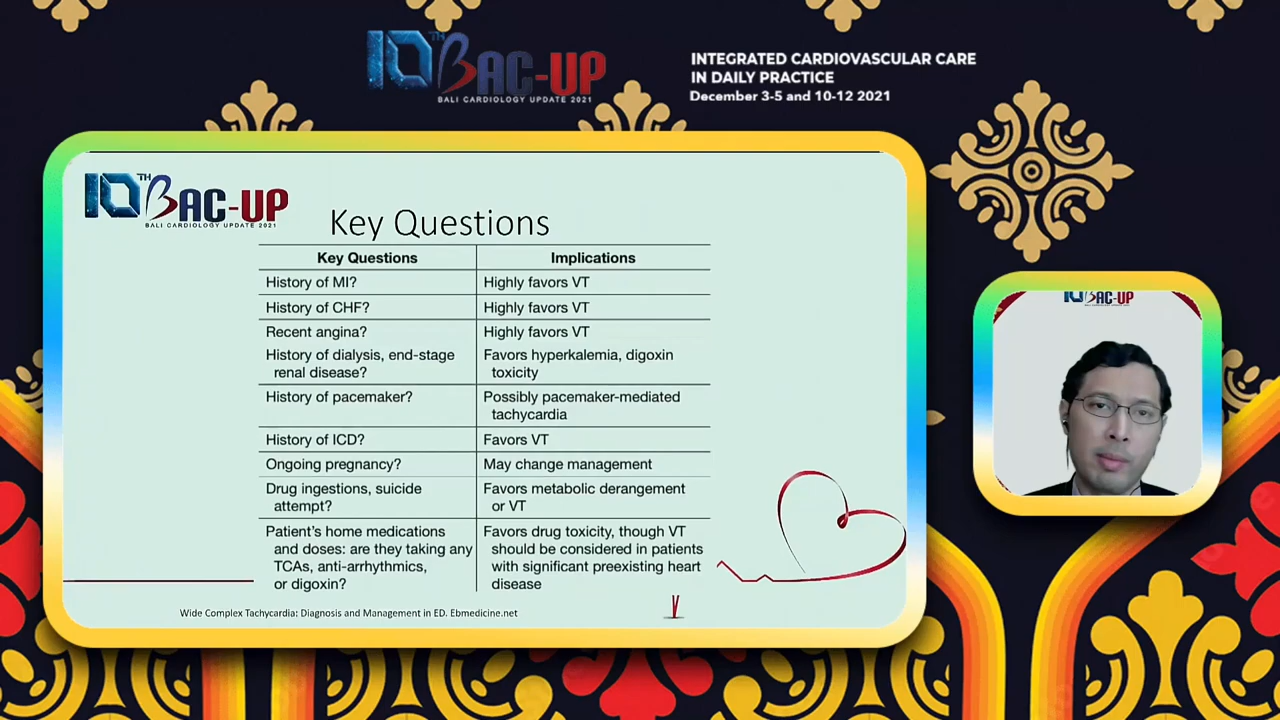 10TH BAC-UP
BALI CARDIOLOGY UPDATE 2021
INTEGRATED CARDIOVASCULAR CARE
IN DAILY PRACTICE
December 3-5 and 10-12 2021
10TH BAC-UP
BALI CARDIOLOGY UPDATE 2021
Key Questions
Key Questions Implications
History of MI? Highly favors VT
History of CHF? Highly favors VT
Recent angina? Highly favors VT
History of dialysis, end-stage Favors hyperkalemia, digoxin
renal disease? toxicity
History of pacemaker? Possibly pacemaker-mediated
tachycardia
History of ICD? Favors VT
Ongoing pregnancy? May change management
Drug ingestions, suicide Favors metabolic derangement
attempt? or VT
Patient's home medications Favors drug toxicity, though VT
and doses: are they taking any should be considered in patients
TCAs, anti-arrhythmics, with significant preexisting heart
or digoxin? disease
Wide Complex Tachycardia: Diagnosis and Management in ED. Ebmedicine.net
10 BAC-UP